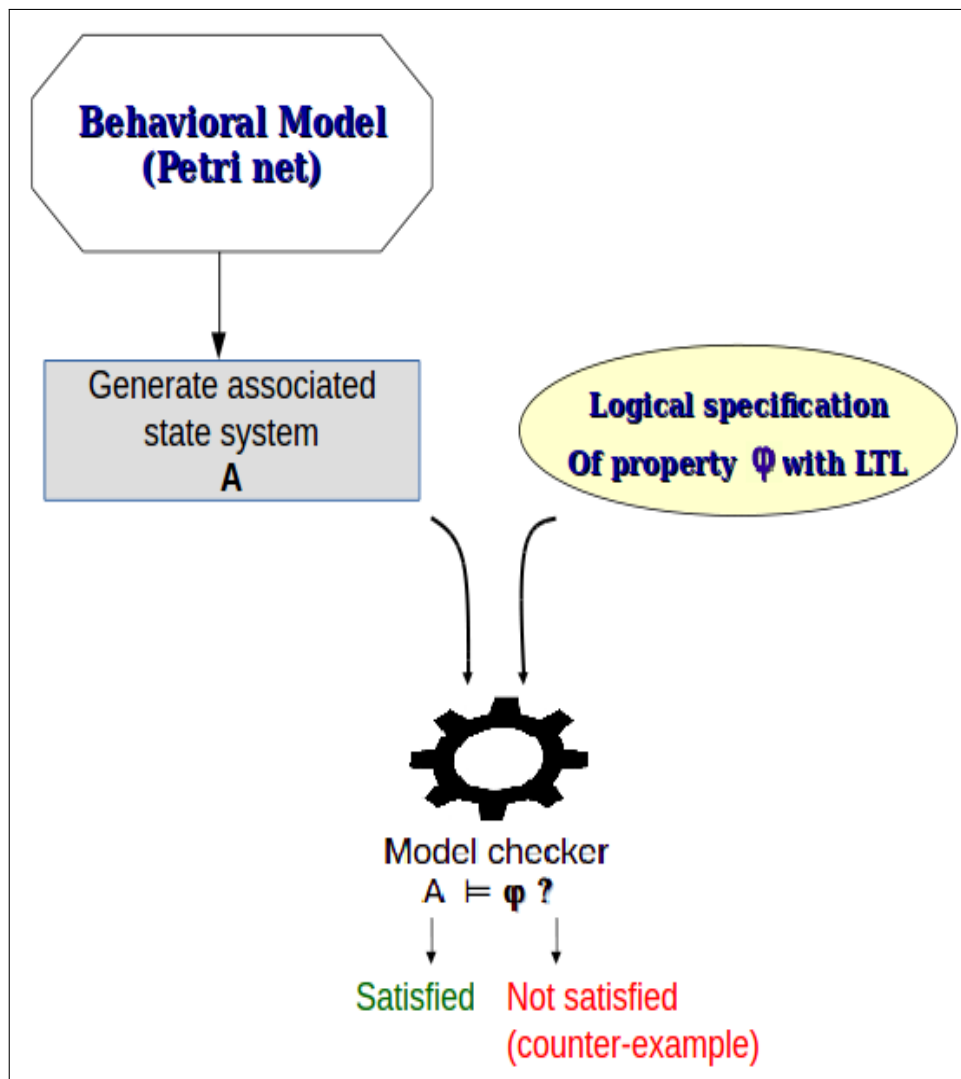 Behavioral Model
(Petri net)
Generate associated
state system
A
Logical specification
Of property φ with LTL
Model checker
A ⊨ φ ?
Satisfied
Not satisfied
(counter-example)